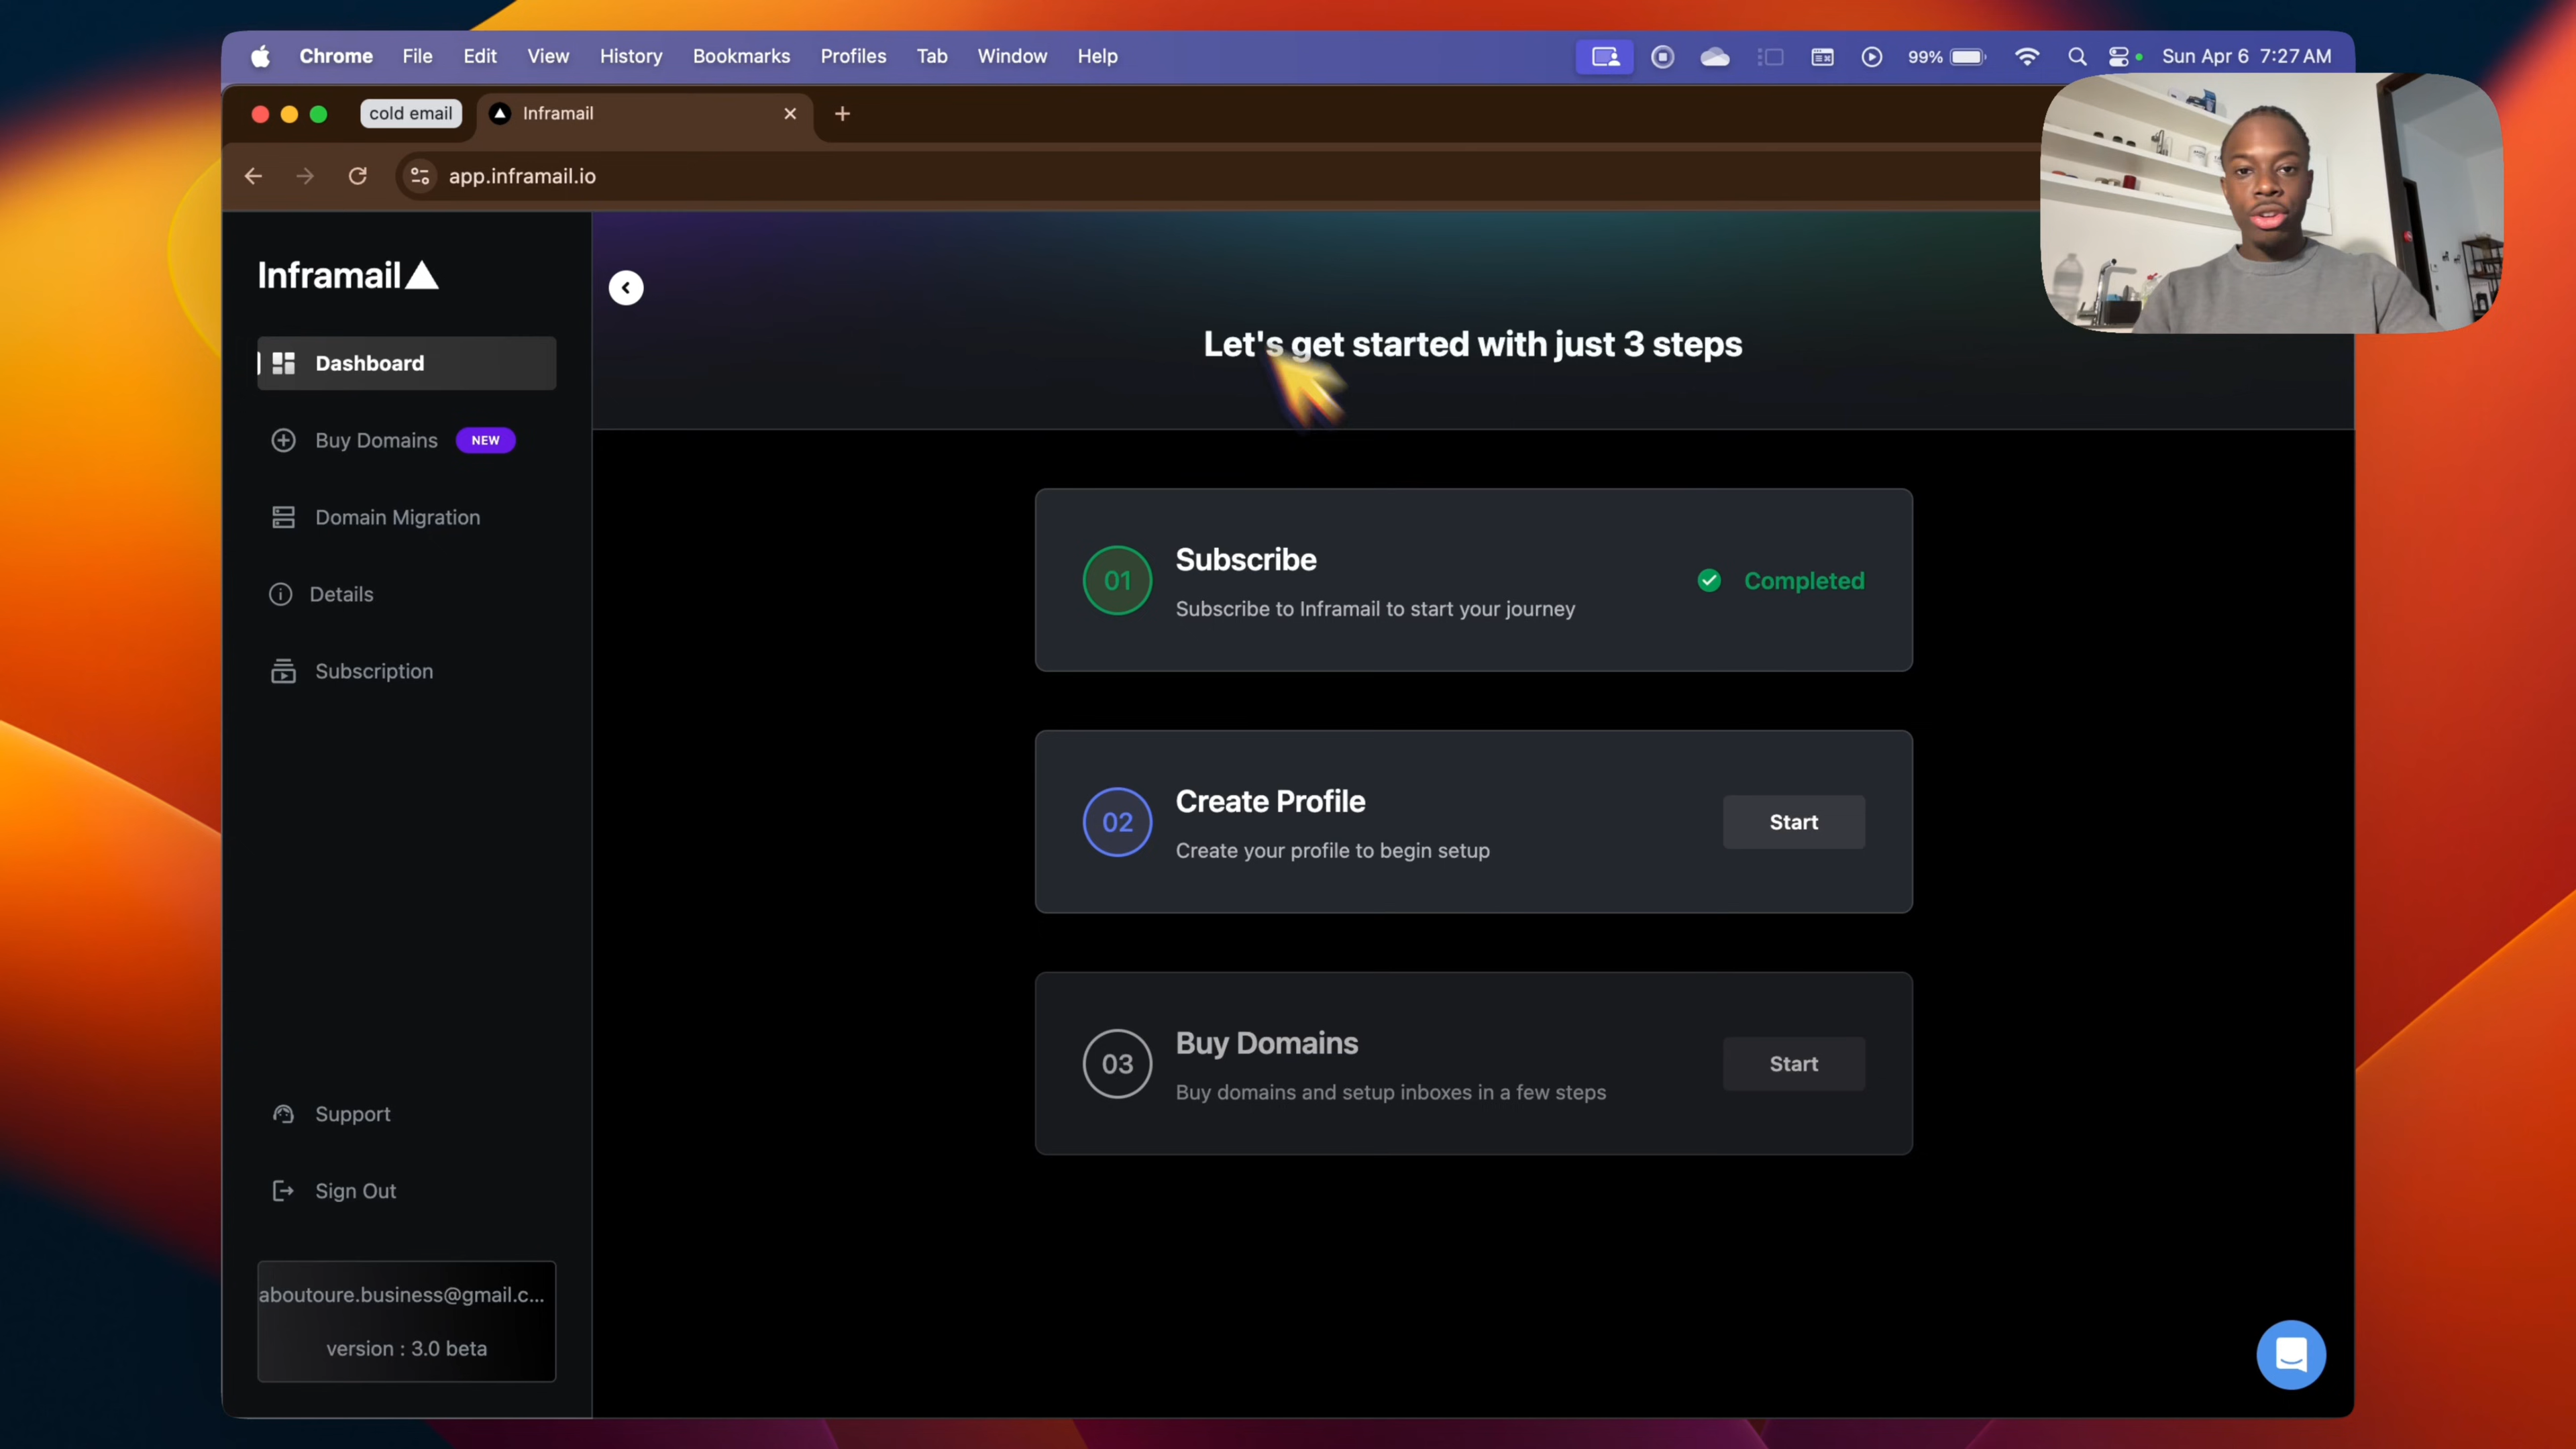 Chrome File Edit View History Bookmarks Profiles Tab Window Help
99% Sun Apr 6 7:27 AM
cold email Inframail
app.inframail.io
Inframail
Dashboard
Buy Domains NEW
Domain Migration
Details
Subscription
Support
Sign Out
aboutoure.business@gmail.c...
version : 3.0 beta
Let's get started with just 3 steps
01 Subscribe
Subscribe to Inframail to start your journey
Completed
02 Create Profile
Create your profile to begin setup
Start
03 Buy Domains
Buy domains and setup inboxes in a few steps
Start